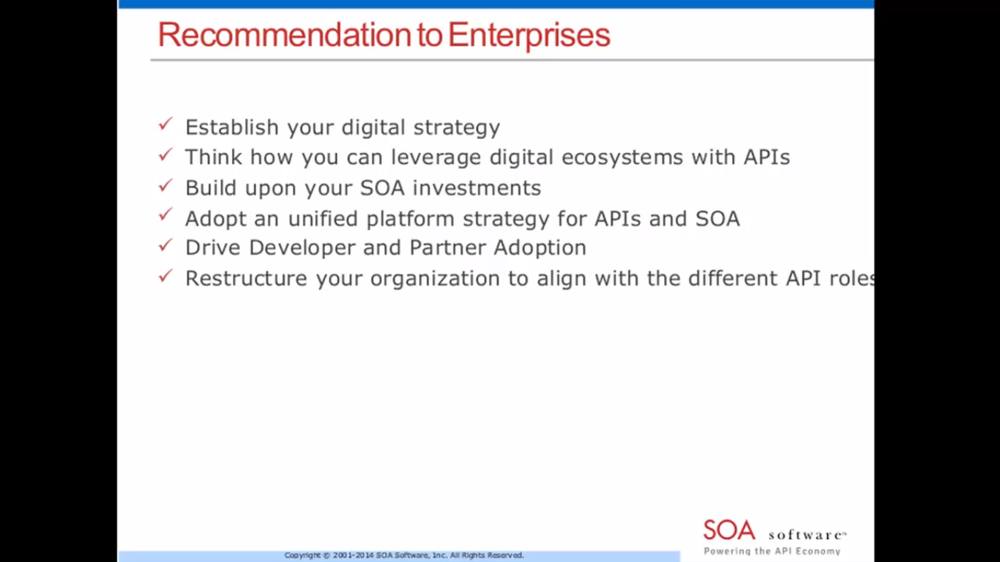 Recommendation to Enterprises
✓ Establish your digital strategy
✓ Think how you can leverage digital ecosystems with APIs
✓ Build upon your SOA investments
✓ Adopt an unified platform strategy for APIs and SOA
✓ Drive Developer and Partner Adoption
✓ Restructure your organization to align with the different API roles
SOA software™
Powering the API Economy
Copyright © 2001-2014 SOA Software, Inc. All Rights Reserved.